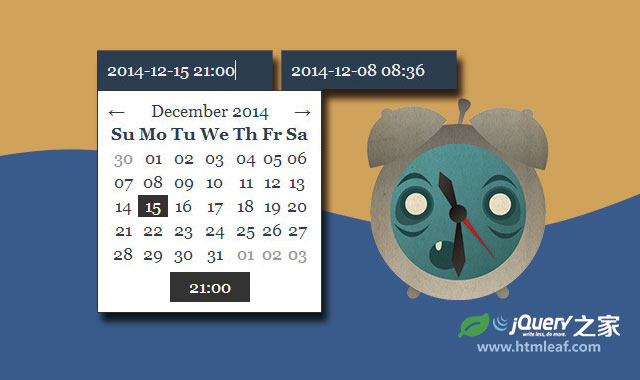 2014-12-15 21:00 2014-12-08 08:36
← December 2014 →
Su Mo Tu We Th Fr Sa
30 01 02 03 04 05 06
07 08 09 10 11 12 13
14 15 16 17 18 19 20
21 22 23 24 25 26 27
28 29 30 31 01 02 03
21:00
jQuery之家
write less, do more.
www.htmleaf.com